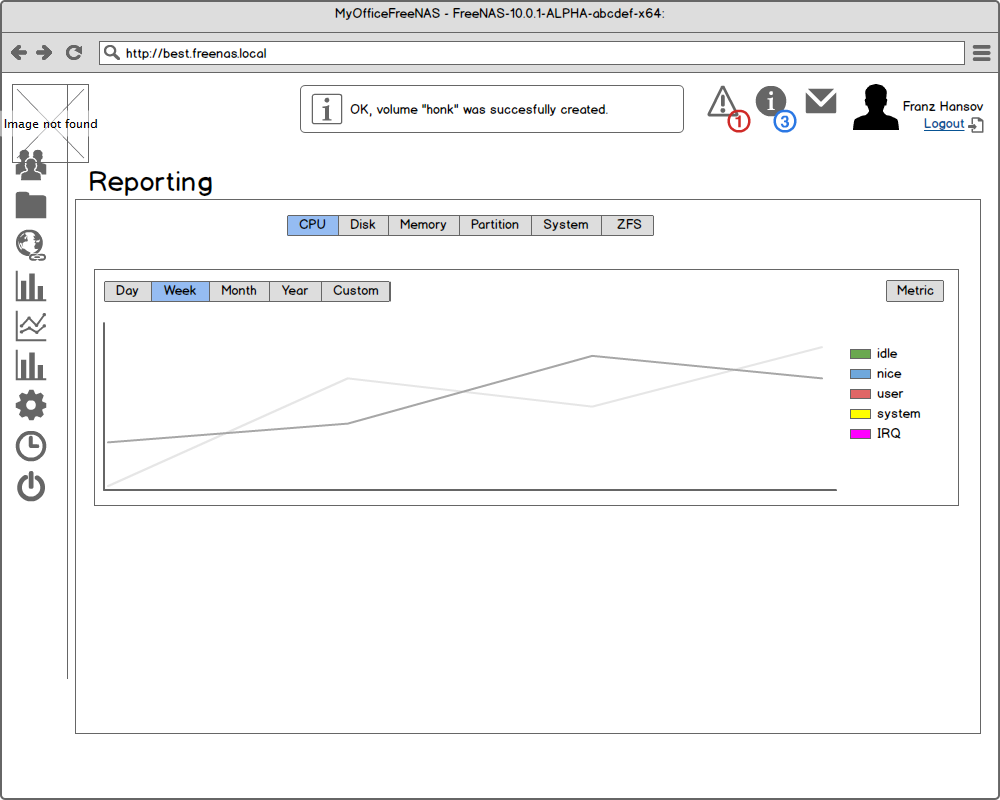 MyOfficeFreeNAS - FreeNAS-10.0.1-ALPHA-abcdef-x64:
http://best.freenas.local
Image not found
OK, volume "honk" was succesfully created.
1
3
Franz Hansov
Logout
Reporting
CPU Disk Memory Partition System ZFS
Day Week Month Year Custom
Metric
idle
nice
user
system
IRQ